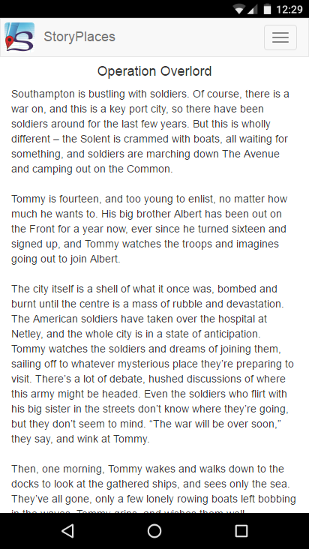 12:29
StoryPlaces
Operation Overlord
Southampton is bustling with soldiers. Of course, there is a
war on, and this is a key port city, so there have been
soldiers around for the last few years. But this is wholly
different – the Solent is crammed with boats, all waiting for
something, and soldiers are marching down The Avenue
and camping out on the Common.
Tommy is fourteen, and too young to enlist, no matter how
much he wants to. His big brother Albert has been out on
the Front for a year now, ever since he turned sixteen and
signed up, and Tommy watches the troops and imagines
going out to join Albert.
The city itself is a shell of what it once was, bombed and
burnt until the centre is a mass of rubble and devastation.
The American soldiers have taken over the hospital at
Netley, and the whole city is in a state of anticipation.
Tommy watches the soldiers and dreams of joining them,
sailing off to whatever mysterious place they're preparing to
visit. There's a lot of debate, hushed discussions of where
this army might be headed. Even the soldiers who flirt with
his big sister in the streets don't know where they're going,
but they don't seem to mind. “The war will be over soon,”
they say, and wink at Tommy.
Then, one morning, Tommy wakes and walks down to the
docks to look at the gathered ships, and sees only the sea.
They've all gone, only a few lonely rowing boats left bobbing
in the waves. Tommy grins, and wishes them well